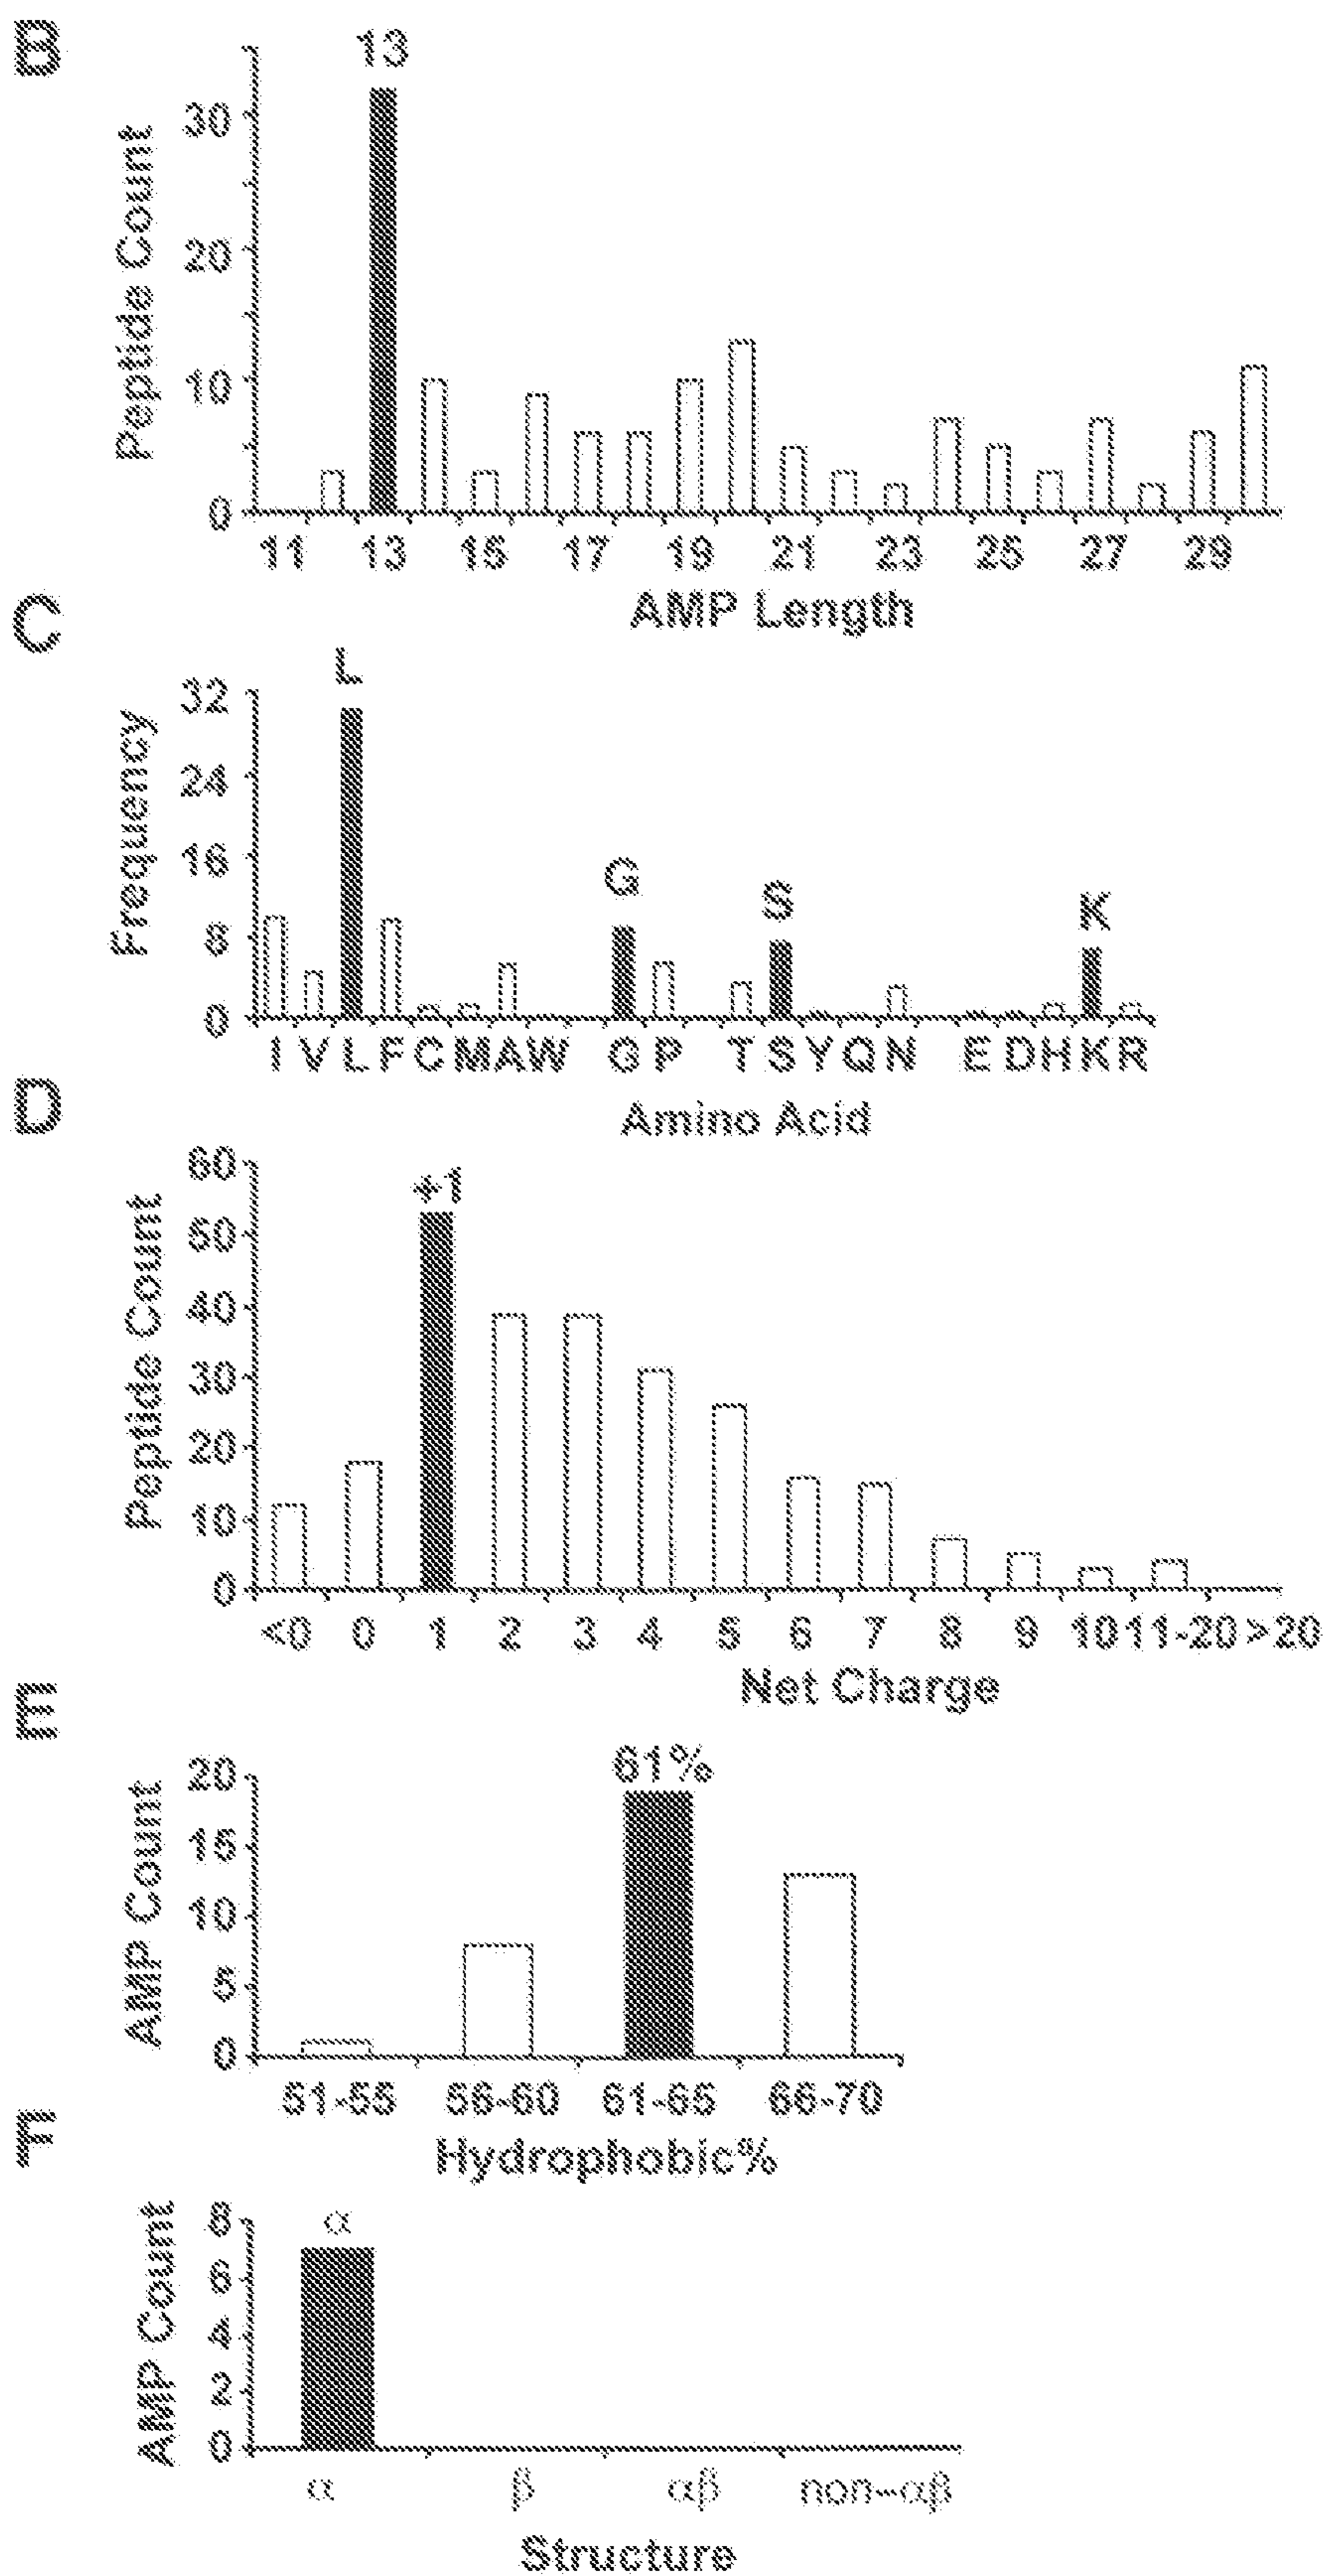 B
13
30
20
10
0
Peptide Count
11 13 15 17 19 21 23 25 27 29
AMP Length
C
L
G
S
K
32
24
16
8
0
Frequency
I V L F C M A W G P T S Y Q N E D H K R
Amino Acid
D
+1
60
50
40
30
20
10
0
Peptide Count
<0 0 1 2 3 4 5 6 7 8 9 10 11-20 >20
Net Charge
E
61%
20
15
10
5
0
AMP Count
51-55 56-60 61-65 66-70
Hydrophobic%
F
α
8
6
4
2
0
AMP Count
α β αβ non-αβ
Structure